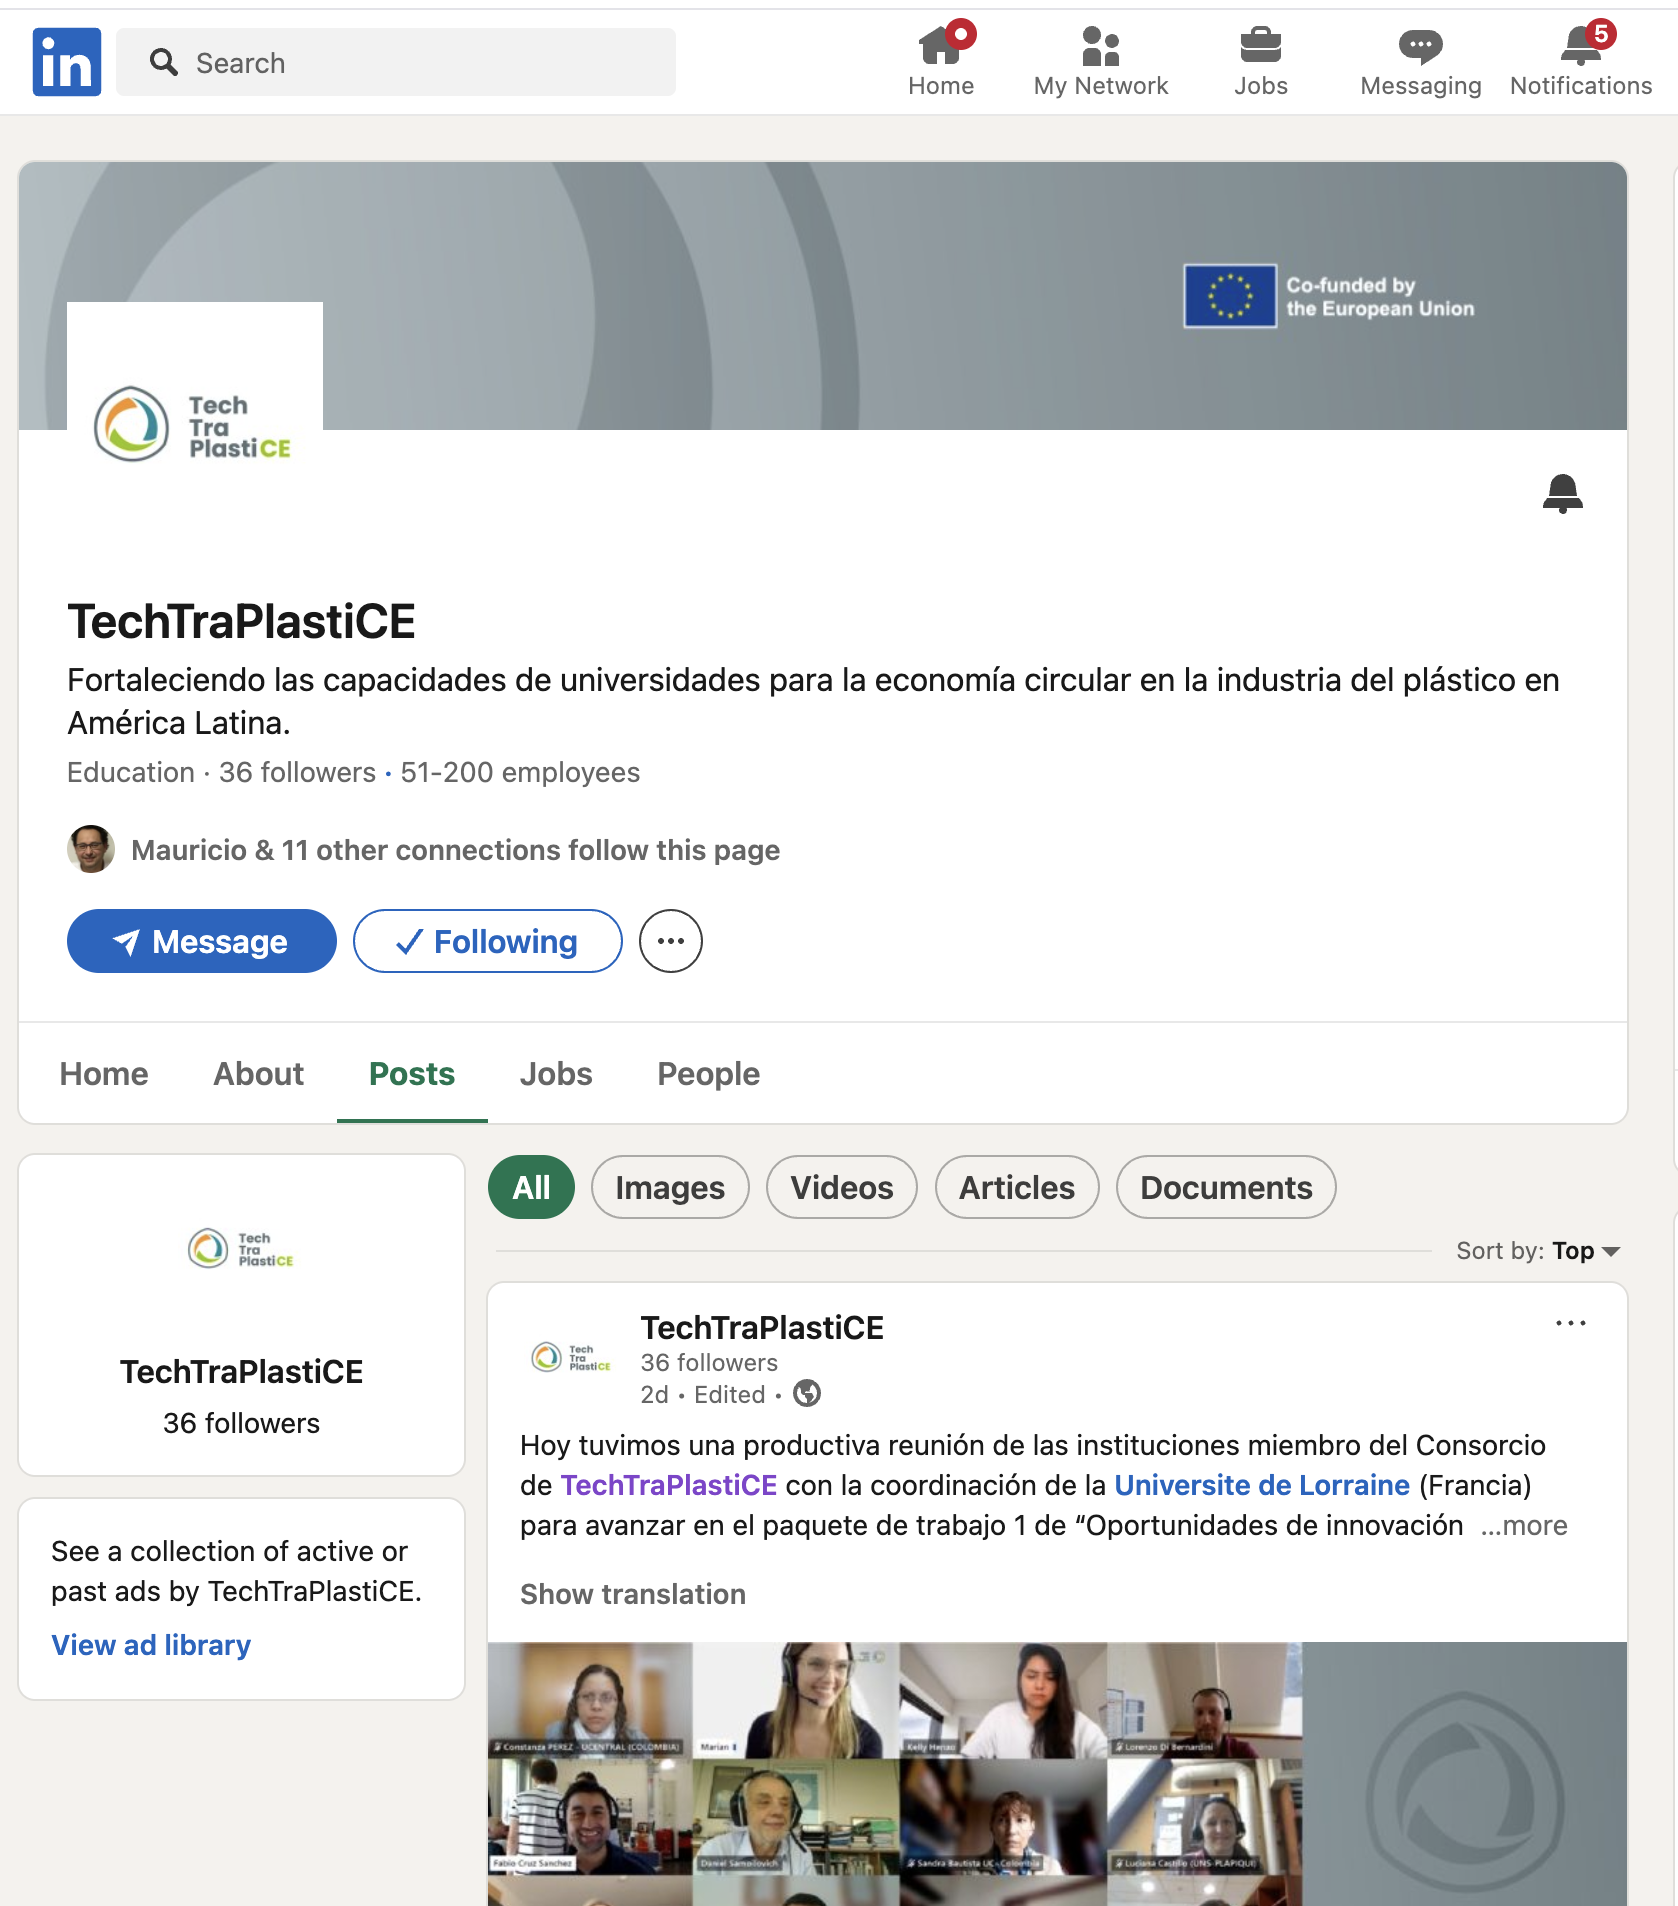 in
Search
Home
My Network
Jobs
Messaging
5
Notifications
Co-funded by
the European Union
Tech
Tra
PlastiCE
TechTraPlastiCE
Fortaleciendo las capacidades de universidades para la economía circular en la industria del plástico en
América Latina.
Education · 36 followers • 51-200 employees
Mauricio & 11 other connections follow this page
Message
Following
Home
About
Posts
Jobs
People
Tech
Tra
PlastiCE
TechTraPlastiCE
36 followers
See a collection of active or
past ads by TechTraPlastiCE.
View ad library
All
Images
Videos
Articles
Documents
Sort by: Top
Tech
Tra
PlastiCE
TechTraPlastiCE
36 followers
2d • Edited •
Hoy tuvimos una productiva reunión de las instituciones miembro del Consorcio
de TechTraPlastiCE con la coordinación de la Universite de Lorraine (Francia)
para avanzar en el paquete de trabajo 1 de “Oportunidades de innovación ...more
Show translation
Constanza PEREZ - UCENTRAL (COLOMBIA)
Marian
Kelly Henao
Lorenzo Di Bernardini
Fabio Cruz Sanchez
Daniel Samoilovich
Sandra Bautista UC - Colombia
Luciana Castillo (UNS-PLAPIQUI)